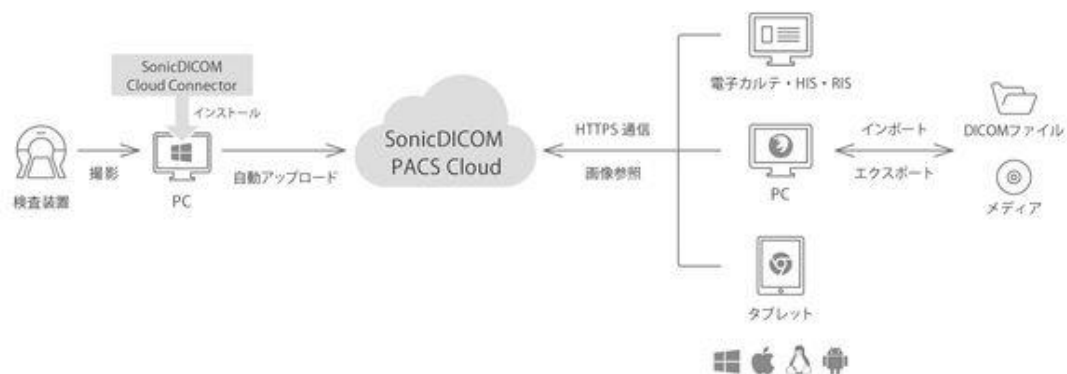 SonicDICOM
Cloud Connector
インストール
撮影
検査装置
PC
自動アップロード
SonicDICOM
PACS Cloud
HTTPS 通信
画像参照
電子カルテ・HIS・RIS
PC
タブレット
インポート
エクスポート
DICOMファイル
メディア